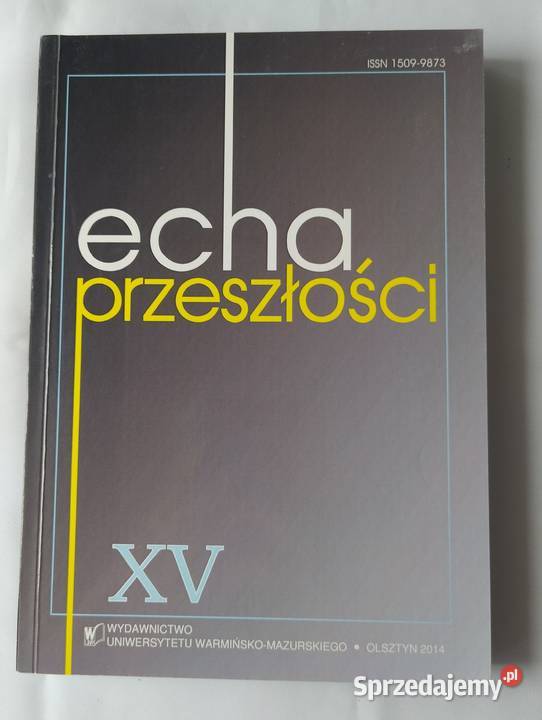 ISSN 1509-9873
echa
przeszłości
XV
WYDAWNICTWO
UNIWERSYTETU WARMIŃSKO-MAZURSKIEGO • OLSZTYN 2014
Sprzedajemy.pl